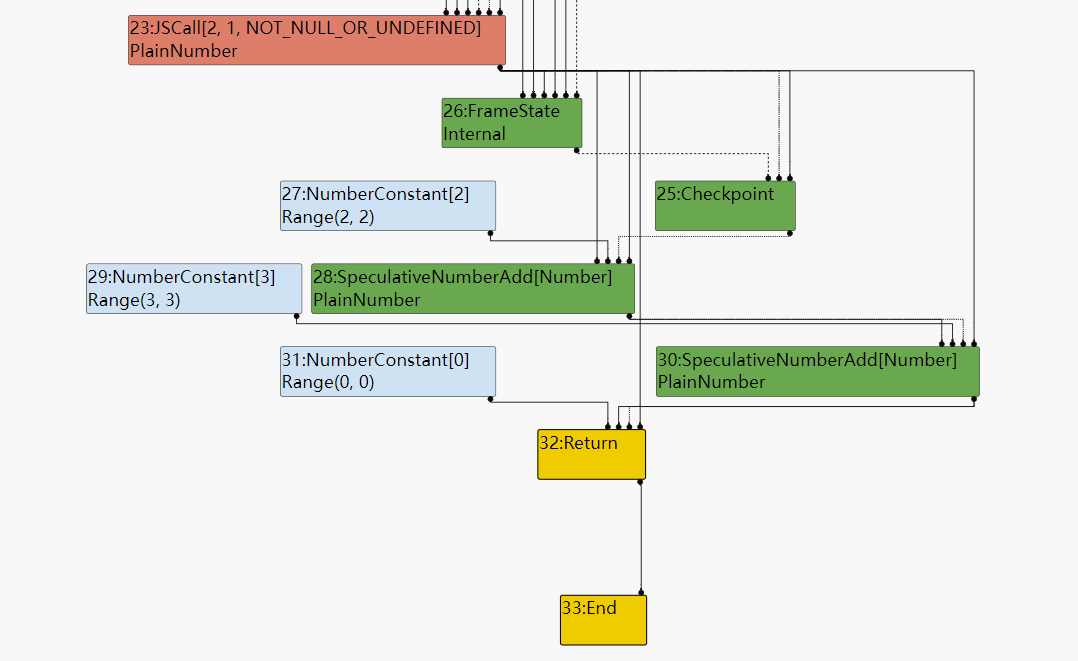 23:JSCall[2, 1, NOT_NULL_OR_UNDEFINED]
PlainNumber
26:FrameState
Internal
27:NumberConstant[2]
Range(2, 2)
25:Checkpoint
29:NumberConstant[3]
Range(3, 3)
28:SpeculativeNumberAdd[Number]
PlainNumber
31:NumberConstant[0]
Range(0, 0)
30:SpeculativeNumberAdd[Number]
PlainNumber
32:Return
33:End